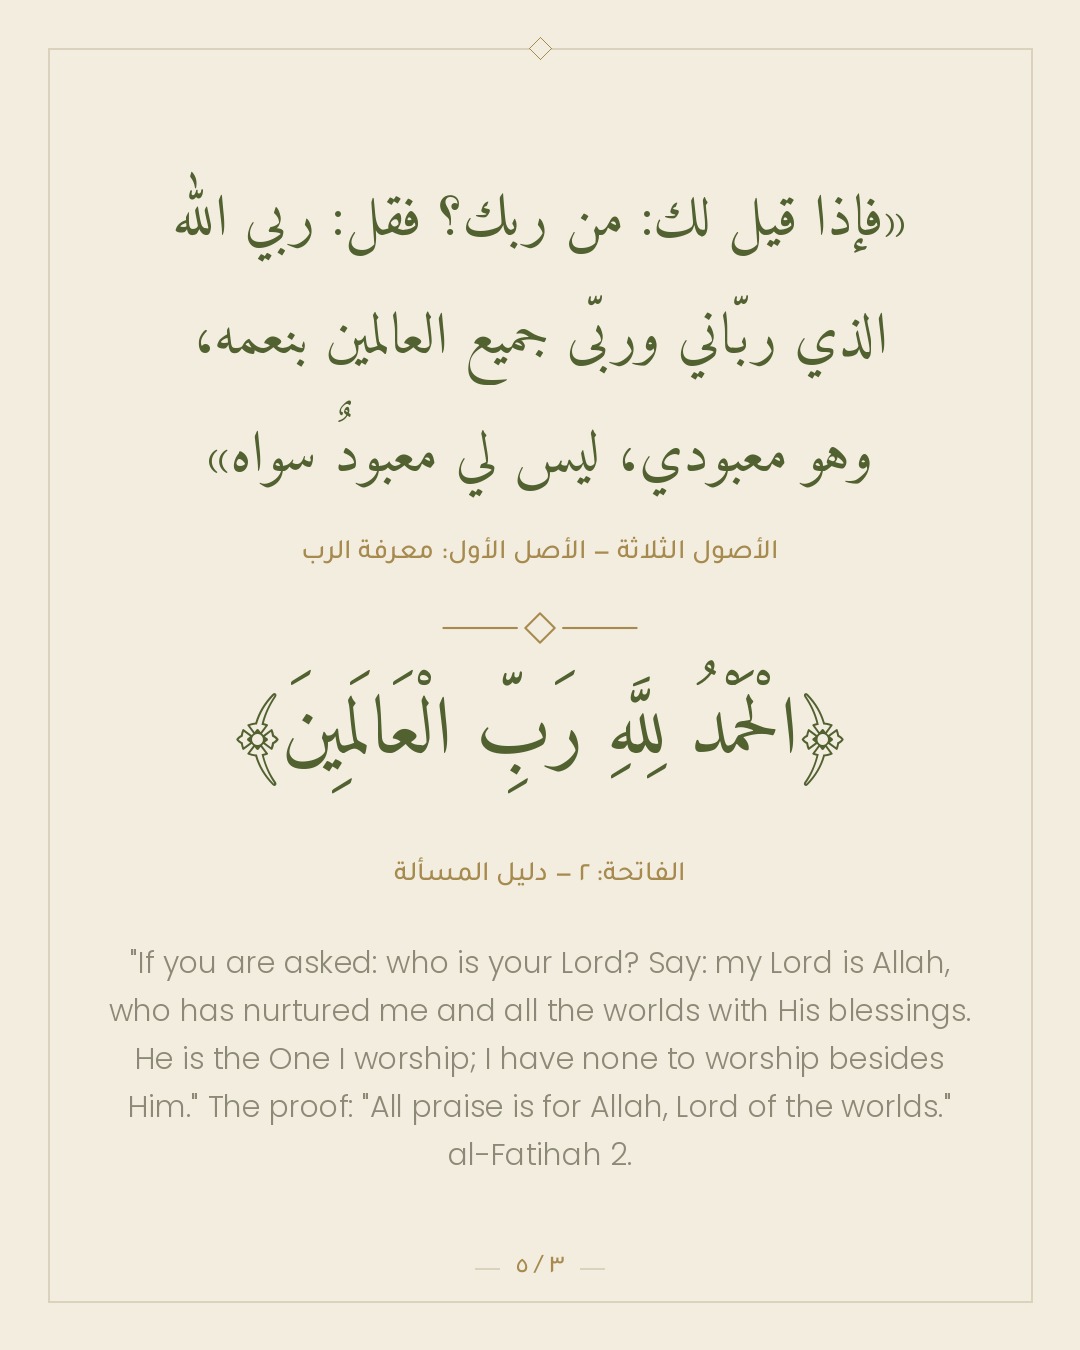 «فإذا قيل لك: من ربك؟ فقل: ربي الله
الذي ربّاني وربّى جميع العالمين بنعمه،
وهو معبودي، ليس لي معبودٌ سواه»
الأصول الثلاثة – الأصل الأول: معرفة الرب
﴿الْحَمْدُ لِلَّهِ رَبِّ الْعَالَمِينَ﴾
الفاتحة: ٢ – دليل المسألة
"If you are asked: who is your Lord? Say: my Lord is Allah,
who has nurtured me and all the worlds with His blessings.
He is the One I worship; I have none to worship besides
Him." The proof: "All praise is for Allah, Lord of the worlds."
al-Fatihah 2.
٣ / ٥